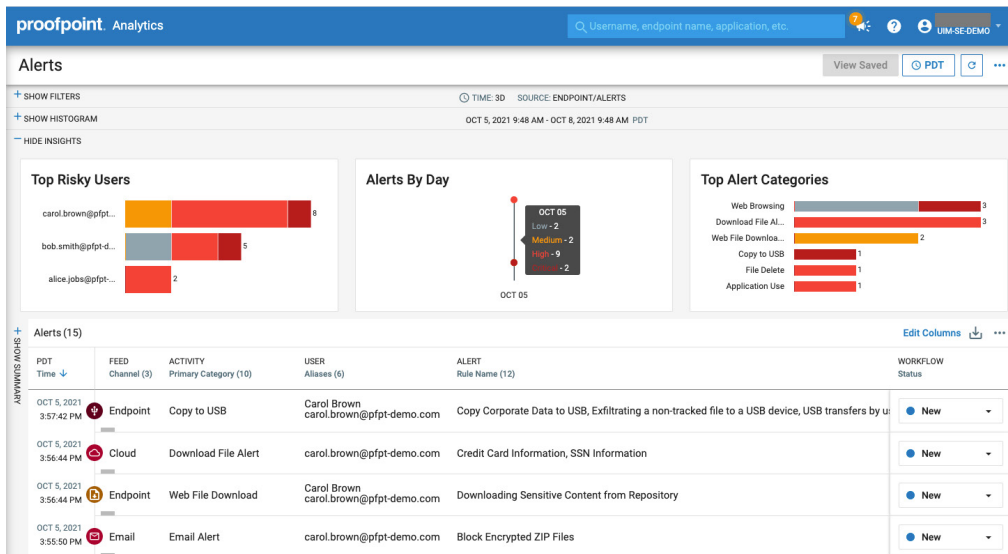 proofpoint. Analytics
Username, endpoint name, application, etc.
7
UIM-SE-DEMO
Alerts
View Saved
PDT
+ SHOW FILTERS
TIME: 3D SOURCE: ENDPOINT/ALERTS
+ SHOW HISTOGRAM
OCT 5, 2021 9:48 AM - OCT 8, 2021 9:48 AM PDT
HIDE INSIGHTS
Top Risky Users
carol.brown@pfpt...
8
bob.smith@pfpt-d...
5
alice.jobs@pfpt-...
2
Alerts By Day
OCT 05
Low - 2
Medium - 2
High - 9
- 2
OCT 05
Top Alert Categories
Web Browsing
3
Download File Al...
3
Web File Downloa...
2
Copy to USB
1
File Delete
1
Application Use
1
+ SHOW SUMMARY
Alerts (15)
Edit Columns
PDT FEED ACTIVITY USER ALERT WORKFLOW
Time Channel (3) Primary Category (10) Aliases (6) Rule Name (12) Status
OCT 5, 2021
3:57:42 PM
Endpoint
Copy to USB
Carol Brown
carol.brown@pfpt-demo.com
Copy Corporate Data to USB, Exfiltrating a non-tracked file to a USB device, USB transfers by u
New
OCT 5, 2021
3:56:44 PM
Cloud
Download File Alert
carol.brown@pfpt-demo.com
Credit Card Information, SSN Information
New
OCT 5, 2021
3:56:44 PM
Endpoint
Web File Download
Carol Brown
carol.brown@pfpt-demo.com
Downloading Sensitive Content from Repository
New
OCT 5, 2021
3:55:50 PM
Email
Email Alert
carol.brown@pfpt-demo.com
Block Encrypted ZIP Files
New